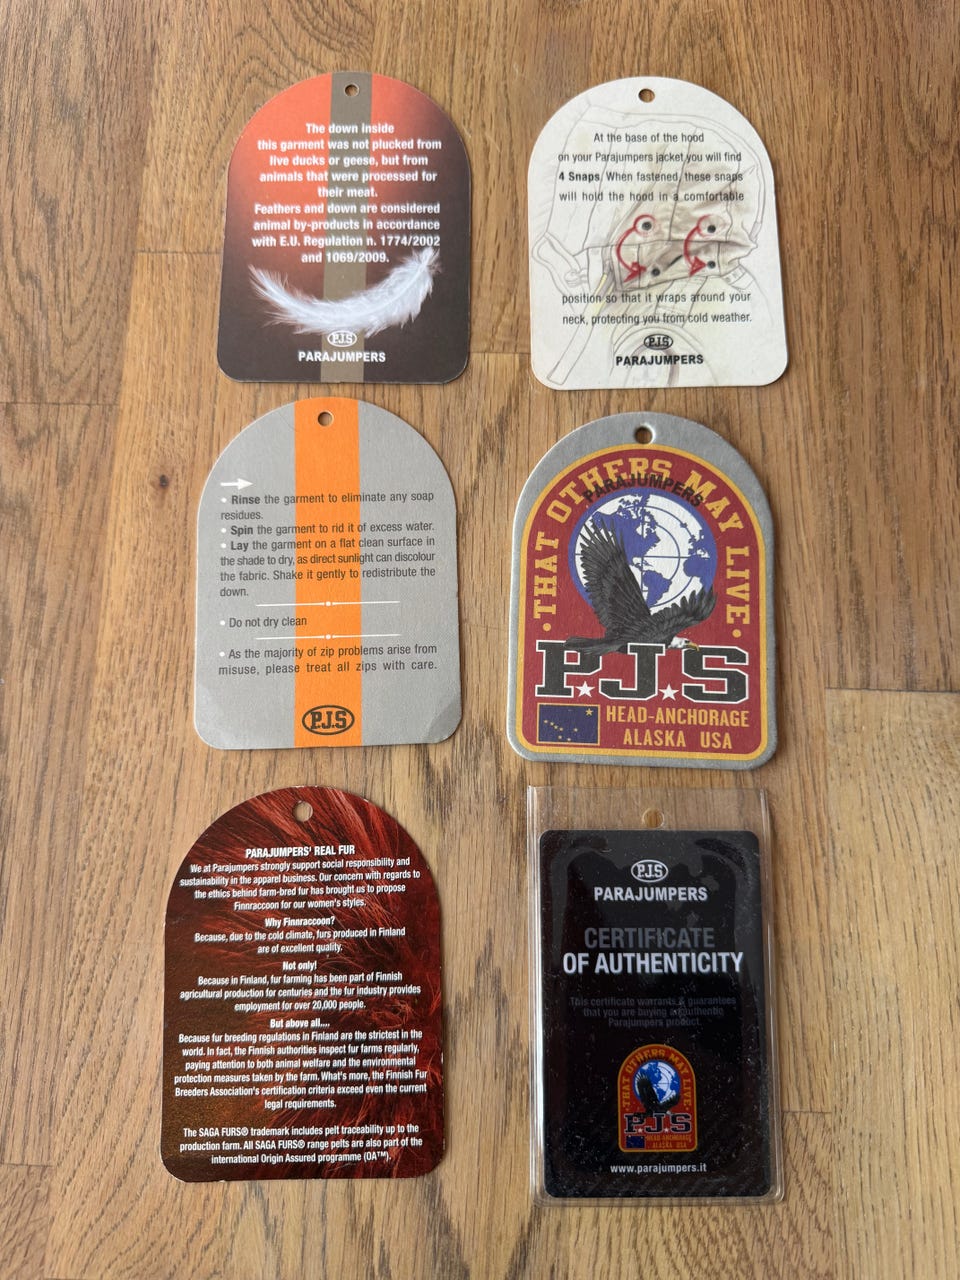 The down inside
this garment was not plucked from
live ducks or geese, but from
animals that were processed for
their meat.
Feathers and down are considered
animal by-products in accordance
with E.U. Regulation n. 1774/2002
and 1069/2009.
P.J.S
PARAJUMPERS
At the base of the hood
on your Parajumpers jacket you will find
4 Snaps. When fastened, these snaps
will hold the hood in a comfortable
position so that it wraps around your
neck, protecting you from cold weather.
P.J.S
PARAJUMPERS
• Rinse the garment to eliminate any soap
residues.
• Spin the garment to rid it of excess water.
• Lay the garment on a flat clean surface in
the shade to dry, as direct sunlight can discolour
the fabric. Shake it gently to redistribute the
down.
• Do not dry clean
• As the majority of zip problems arise from
misuse, please treat all zips with care.
P.J.S
• THAT OTHERS MAY LIVE •
PARAJUMPERS
P.J.S
HEAD-ANCHORAGE
ALASKA USA
PARAJUMPERS' REAL FUR
We at Parajumpers strongly support social responsibility and
sustainability in the apparel business. Our concern with regards to
the ethics behind farm-bred fur has brought us to propose
Finnraccoon for our women's styles.
Why Finnraccoon?
Because, due to the cold climate, furs produced in Finland
are of excellent quality.
Not only!
Because in Finland, fur farming has been part of Finnish
agricultural production for centuries and the fur industry provides
employment for over 20,000 people.
But above all....
Because fur breeding regulations in Finland are the strictest in the
world. In fact, the Finnish authorities inspect fur farms regularly,
paying attention to both animal welfare and the environmental
protection measures taken by the farm. What's more, the Finnish Fur
Breeders Association's certification criteria exceed even the current
legal requirements.
The SAGA FURS® trademark includes pelt traceability up to the
production farm. All SAGA FURS® range pelts are also part of the
international Origin Assured programme (OA™).
P.J.S
PARAJUMPERS
CERTIFICATE
OF AUTHENTICITY
This certificate warrants & guarantees
that you are buying a authentic
Parajumpers product.
• THAT OTHERS MAY LIVE •
P.J.S
HEAD-ANCHORAGE
ALASKA USA
www.parajumpers.it